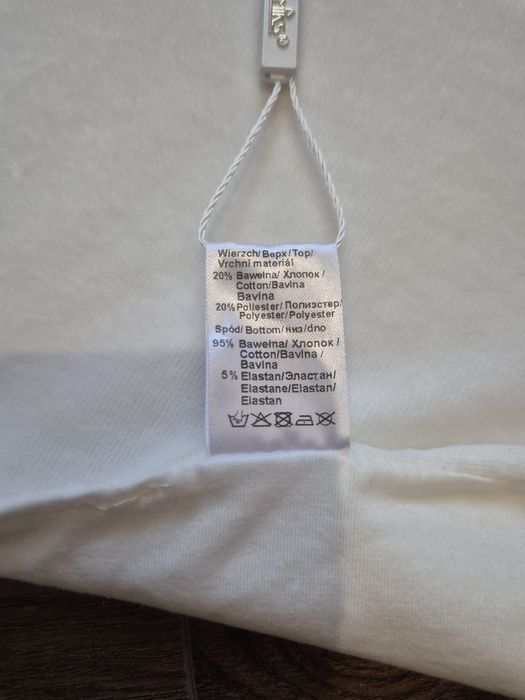 Wierzch/Верх/Top/
Vrchni materiál
20% Bawełna/ Хлопок /
Cotton/Bavlna
Bavlna
20% Poliester/ Полиэстер/
Polyester/Polyester
Spód/ Bottom/низ/dno
95% Bawełna/ Хлопок /
Cotton/Bavlna /
Bavlna
5% Elastan/Эластан/
Elastane/Elastan/
Elastan